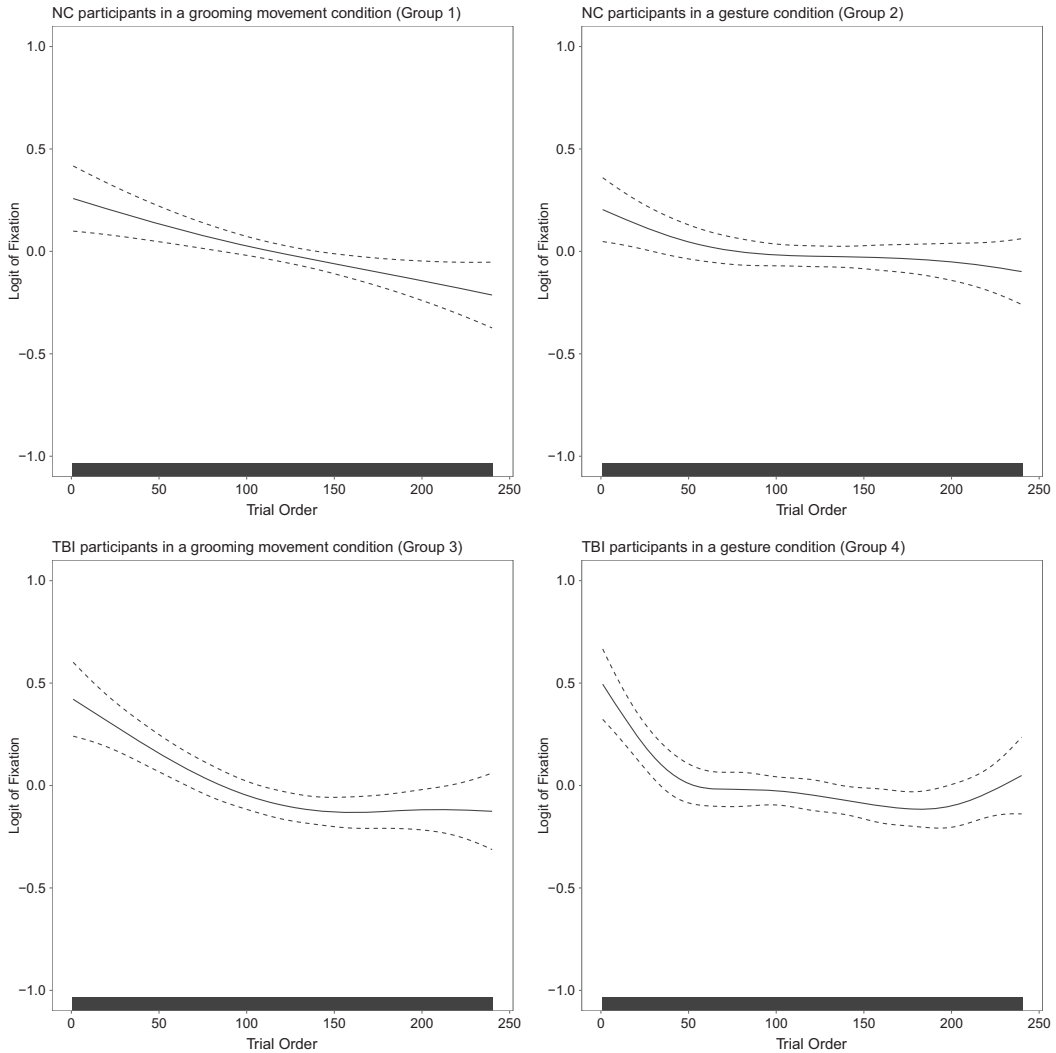 NC participants in a grooming movement condition (Group 1)
1.0
0.5
0.0
−0.5
−1.0
Logit of Fixation
0 50 100 150 200 250
Trial Order
NC participants in a gesture condition (Group 2)
1.0
0.5
0.0
−0.5
−1.0
Logit of Fixation
0 50 100 150 200 250
Trial Order
TBI participants in a grooming movement condition (Group 3)
1.0
0.5
0.0
−0.5
−1.0
Logit of Fixation
0 50 100 150 200 250
Trial Order
TBI participants in a gesture condition (Group 4)
1.0
0.5
0.0
−0.5
−1.0
Logit of Fixation
0 50 100 150 200 250
Trial Order